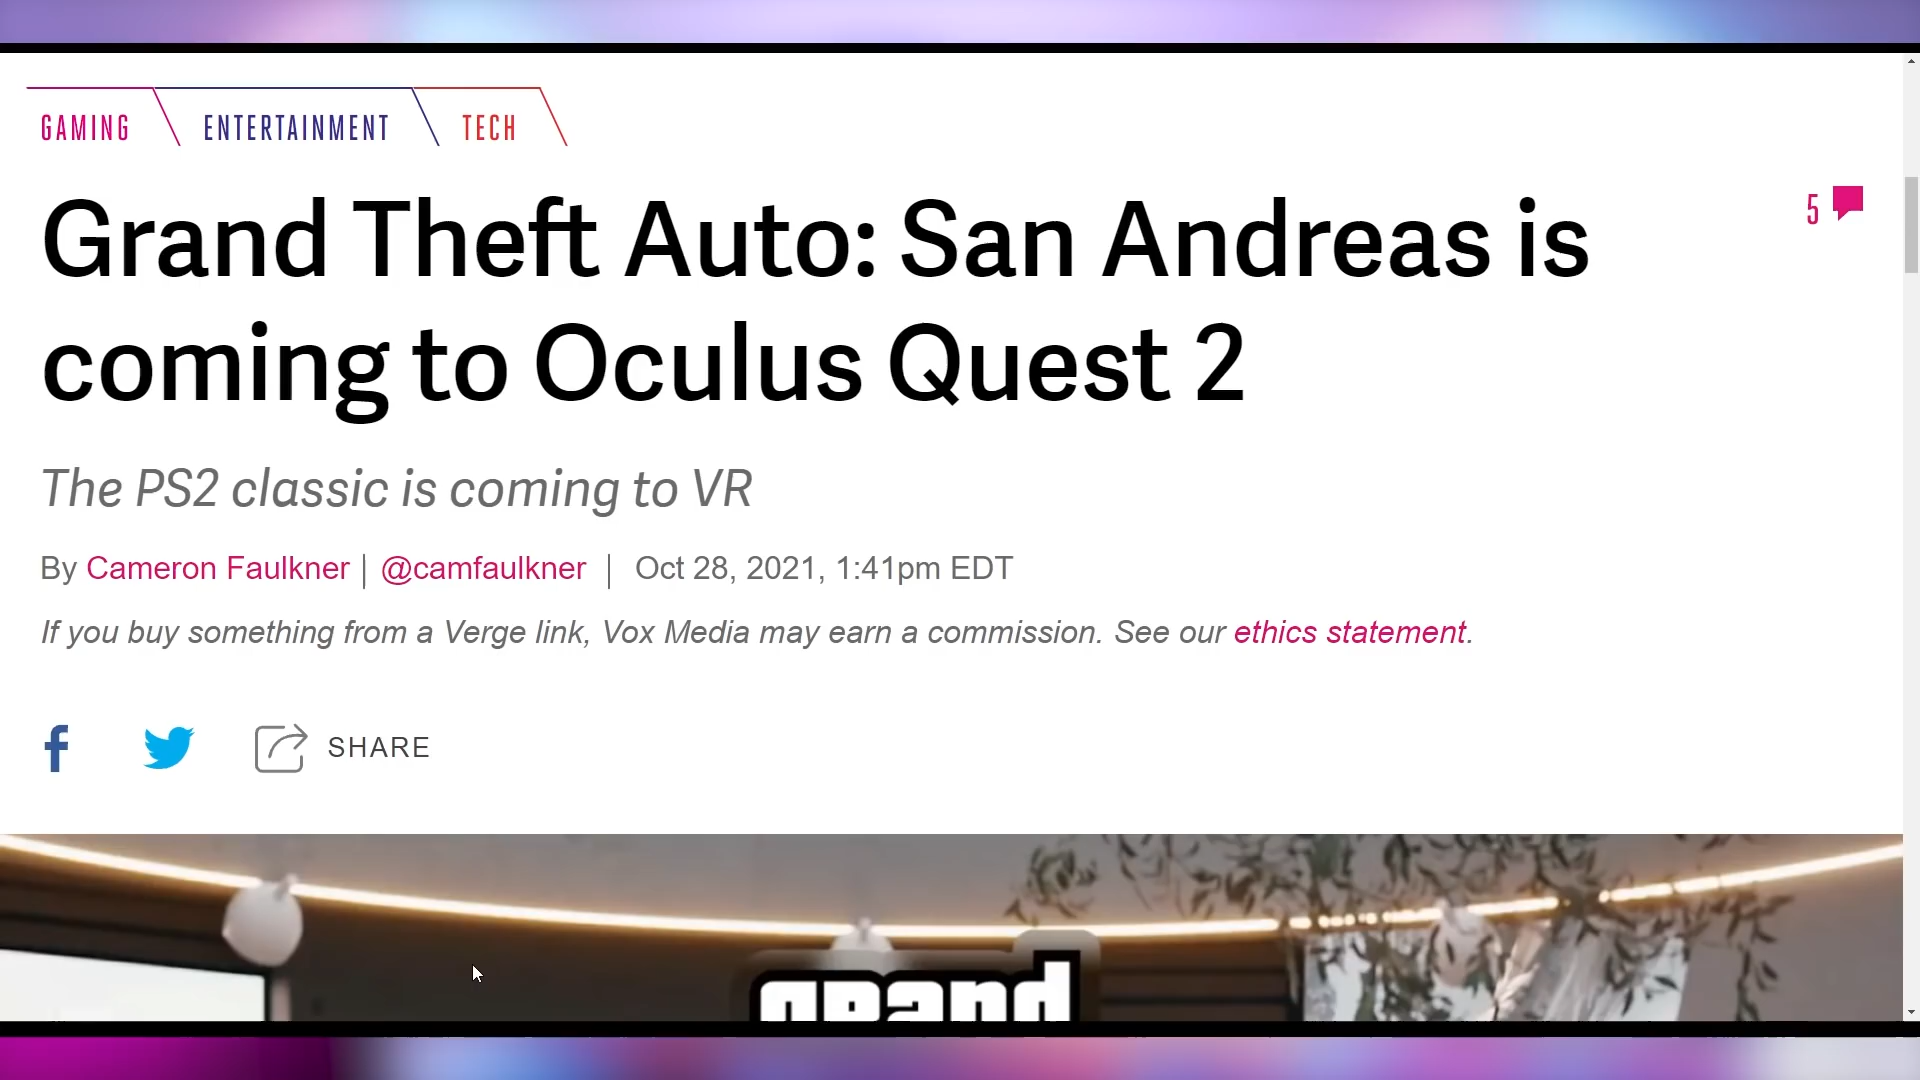 GAMING ENTERTAINMENT TECH
Grand Theft Auto: San Andreas is
5
coming to Oculus Quest 2
The PS2 classic is coming to VR
By Cameron Faulkner | @camfaulkner | Oct 28, 2021, 1:41pm EDT
If you buy something from a Verge link, Vox Media may earn a commission. See our ethics statement.
SHARE
grand